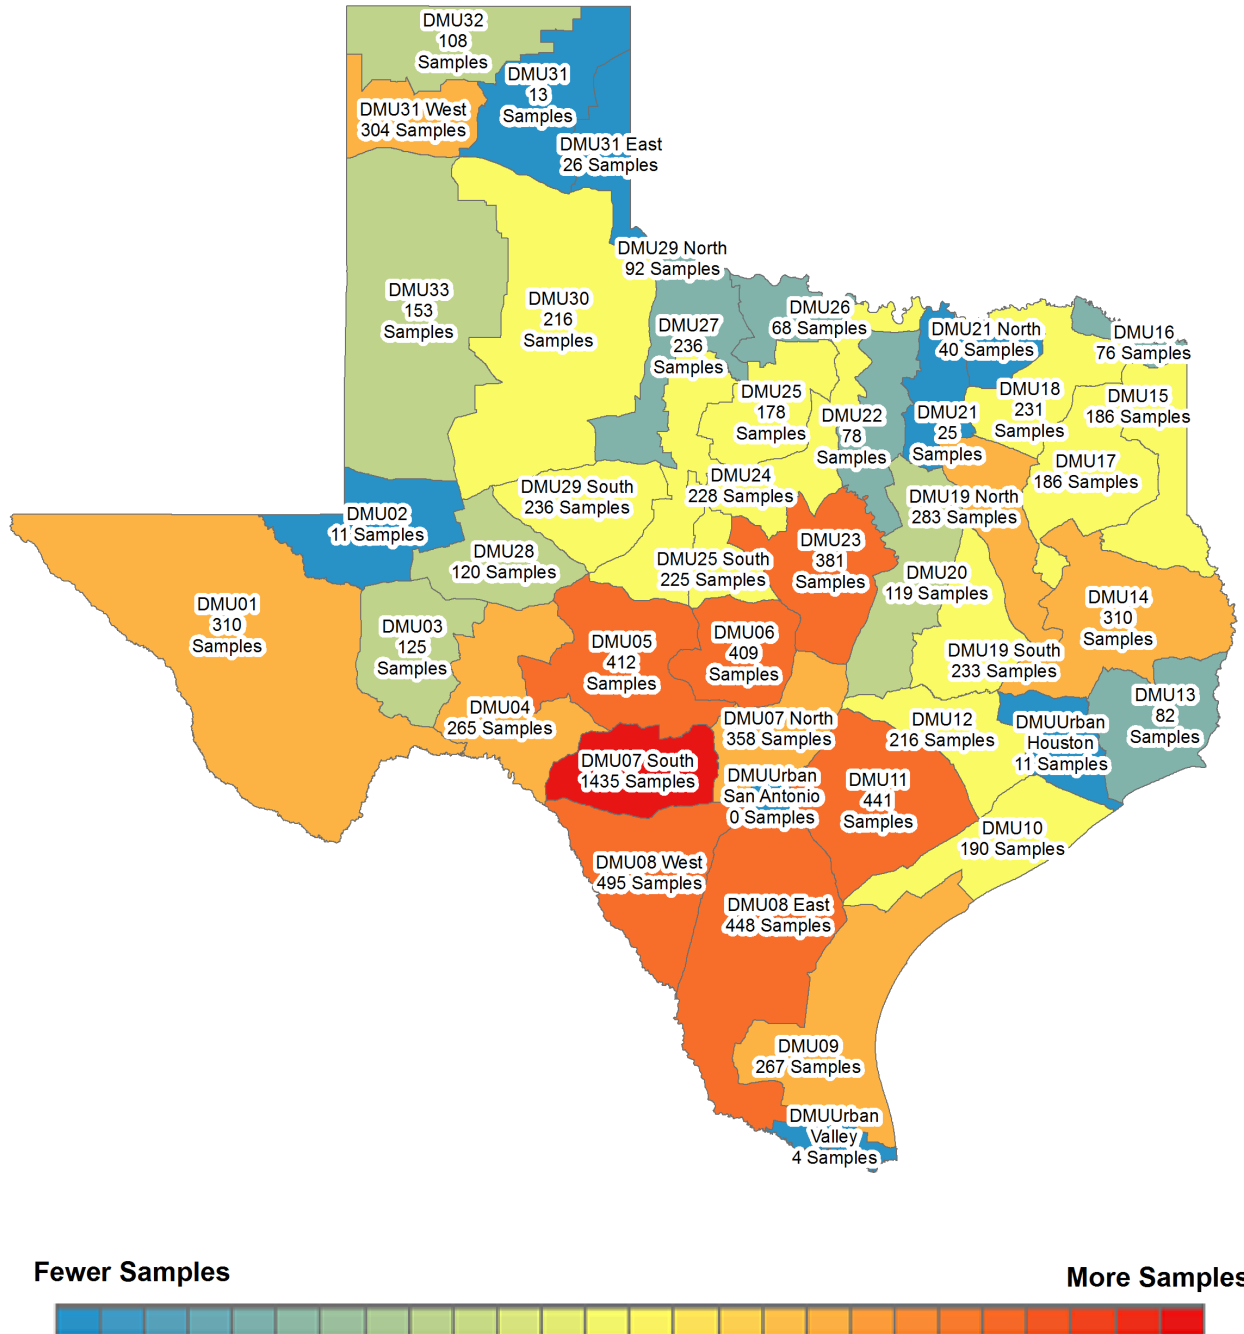 DMU32
108
Samples
DMU31
13
Samples
DMU31 West
304 Samples
DMU31 East
26 Samples
DMU29 North
92 Samples
DMU33
153
Samples
DMU30
216
Samples
DMU27
236
Samples
DMU26
68 Samples
DMU21 North
40 Samples
DMU16
76 Samples
DMU25
178
Samples
DMU22
78
Samples
DMU21
25
Samples
DMU18
231
Samples
DMU15
186 Samples
DMU17
186 Samples
DMU29 South
236 Samples
DMU24
228 Samples
DMU19 North
283 Samples
DMU02
11 Samples
DMU28
120 Samples
DMU25 South
225 Samples
DMU23
381
Samples
DMU20
119 Samples
DMU01
310
Samples
DMU03
125
Samples
DMU05
412
Samples
DMU06
409
Samples
DMU14
310
Samples
DMU19 South
233 Samples
DMU04
265 Samples
DMU07 North
358 Samples
DMU12
216 Samples
DMUUrban
Houston
11 Samples
DMU13
82
Samples
DMU07 South
1435 Samples
DMUUrban
San Antonio
0 Samples
DMU11
441
Samples
DMU10
190 Samples
DMU08 West
495 Samples
DMU08 East
448 Samples
DMU09
267 Samples
DMUUrban
Valley
4 Samples
Fewer Samples
More Samples